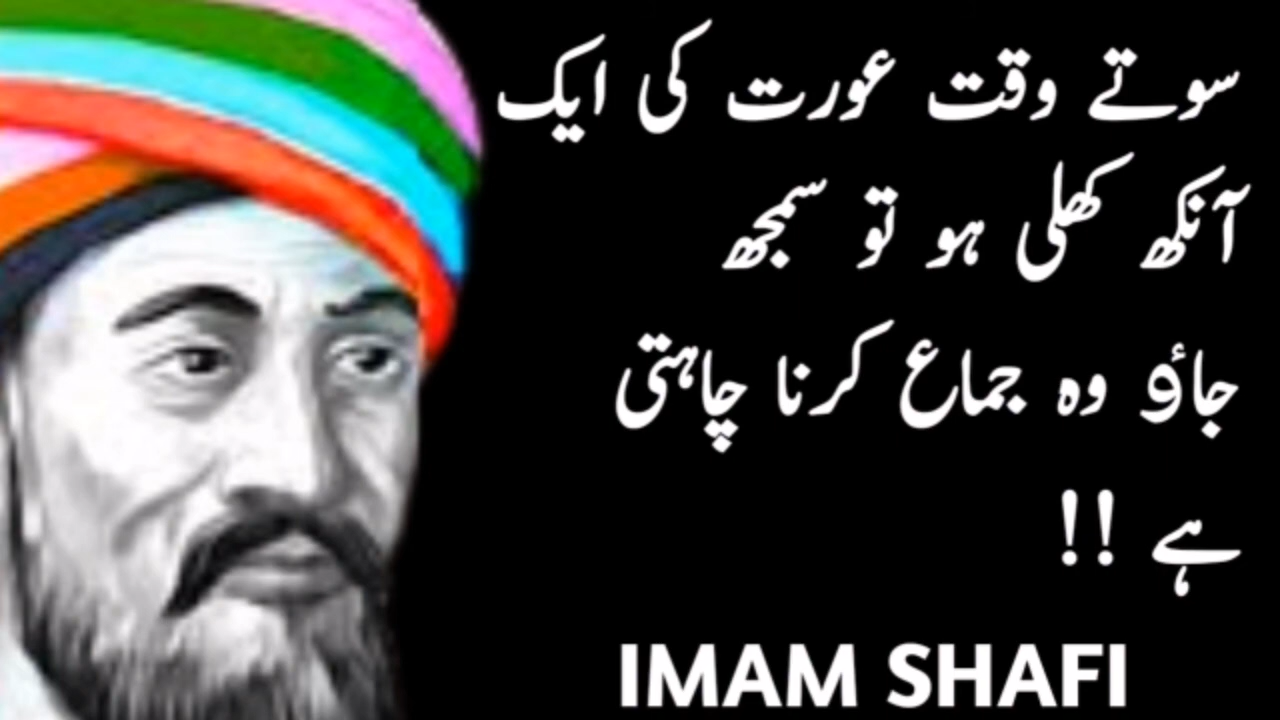 سوتے وقت عورت کی ایک
آنکھ کھلی ہو تو سمجھ
جاؤ وہ جماع کرنا چاہتی
ہے !!
IMAM SHAFI